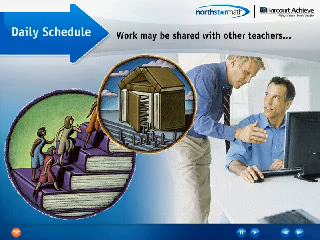 northstarmath
Harcourt Achieve
Daily Schedule
Work may be shared with other teachers...